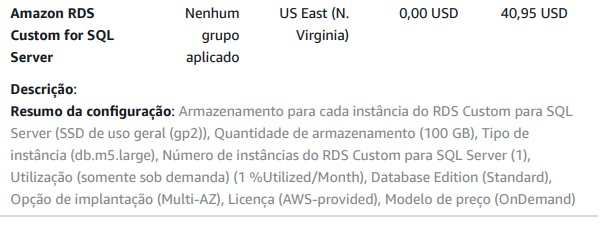 Amazon RDS Nenhum US East (N. 0,00 USD 40,95 USD
Custom for SQL grupo Virginia)
Server aplicado
Descrição:
Resumo da configuração: Armazenamento para cada instância do RDS Custom para SQL
Server (SSD de uso geral (gp2)), Quantidade de armazenamento (100 GB), Tipo de
instância (db.m5.large), Número de instâncias do RDS Custom para SQL Server (1),
Utilização (somente sob demanda) (1 %Utilized/Month), Database Edition (Standard),
Opção de implantação (Multi-AZ), Licença (AWS-provided), Modelo de preço (OnDemand)